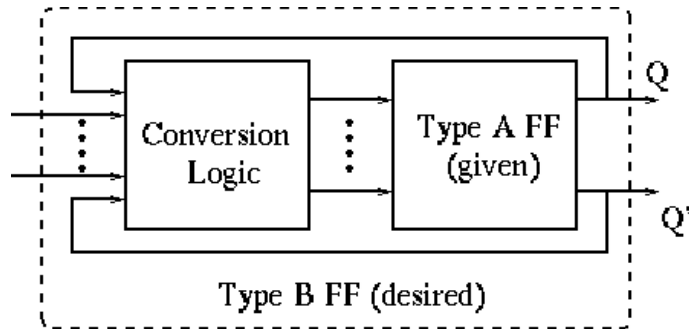 Conversion
Logic
Type A FF
(given)
Q
Q'
Type B FF (desired)